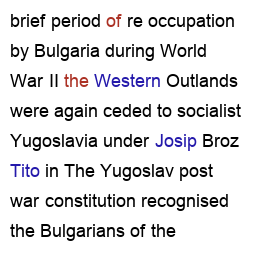 brief period of re occupation
by Bulgaria during World
War II the Western Outlands
were again ceded to socialist
Yugoslavia under Josip Broz
Tito in The Yugoslav post
war constitution recognised
the Bulgarians of the